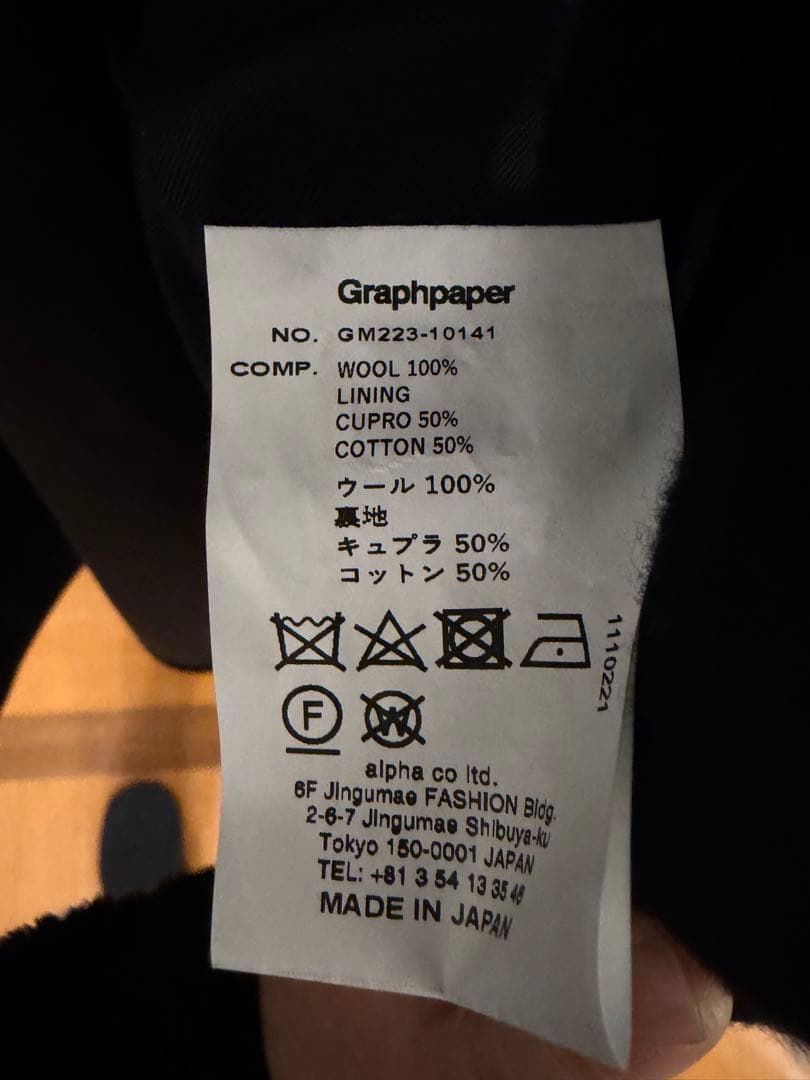 Graphpaper
NO. GM223-10141
COMP. WOOL 100%
LINING
CUPRO 50%
COTTON 50%
ウール 100%
裏地
キュプラ 50%
コットン 50%
1110221
F W
alpha co ltd.
6F Jingumae FASHION Bldg.
2-6-7 Jingumae Shibuya-ku
Tokyo 150-0001 JAPAN
TEL: +81 3 54 13 35 46
MADE IN JAPAN